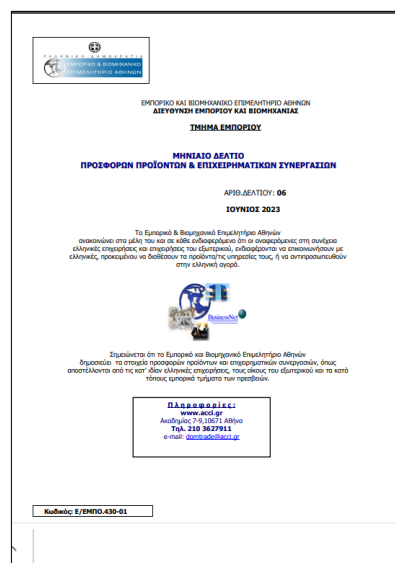 ΕΛΛΗΝΙΚΗ ΔΗΜΟΚΡΑΤΙΑ
ΕΜΠΟΡΙΚΟ & ΒΙΟΜΗΧΑΝΙΚΟ
ΕΠΙΜΕΛΗΤΗΡΙΟ ΑΘΗΝΩΝ
ΕΜΠΟΡΙΚΟ ΚΑΙ ΒΙΟΜΗΧΑΝΙΚΟ ΕΠΙΜΕΛΗΤΗΡΙΟ ΑΘΗΝΩΝ
ΔΙΕΥΘΥΝΣΗ ΕΜΠΟΡΙΟΥ ΚΑΙ ΒΙΟΜΗΧΑΝΙΑΣ
ΤΜΗΜΑ ΕΜΠΟΡΙΟΥ
ΜΗΝΙΑΙΟ ΔΕΛΤΙΟ
ΠΡΟΣΦΟΡΩΝ ΠΡΟΪΟΝΤΩΝ & ΕΠΙΧΕΙΡΗΜΑΤΙΚΩΝ ΣΥΝΕΡΓΑΣΙΩΝ
ΑΡΙΘ.ΔΕΛΤΙΟΥ: 06
ΙΟΥΝΙΟΣ 2023
Το Εμπορικό & Βιομηχανικό Επιμελητήριο Αθηνών
ανακοινώνει στα μέλη του και σε κάθε ενδιαφερόμενο ότι οι αναφερόμενες στη συνέχεια
ελληνικές επιχειρήσεις και επιχειρήσεις του εξωτερικού, ενδιαφέρονται να επικοινωνήσουν με
ελληνικές, προκειμένου να διαθέσουν τα προϊόντα/τις υπηρεσίες τους, ή να αντιπροσωπευθούν
στην ελληνική αγορά.
BusinessNet
Σημειώνεται ότι το Εμπορικό και Βιομηχανικό Επιμελητήριο Αθηνών
δημοσιεύει τα στοιχεία προσφορών προϊόντων και επιχειρηματικών συνεργασιών, όπως
αποστέλλονται από τις κατ' ιδίαν ελληνικές επιχειρήσεις, τους οίκους του εξωτερικού και τα κατά
τόπους εμπορικά τμήματα των πρεσβειών.
Πληροφορίες:
www.acci.gr
Ακαδημίας 7-9,10671 Αθήνα
Τηλ. 210 3627911
e-mail: domtrade@acci.gr
Κωδικός: Ε/ΕΜΠΟ.430-01